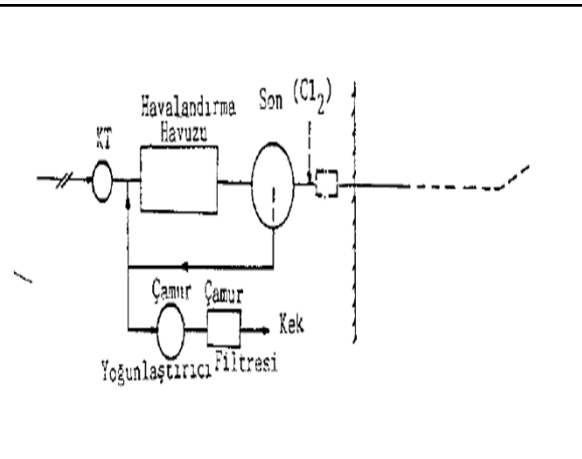 KT
Havalandırma
Havuzu
Son (Cl2)
Çamur Çamur
Yoğunlaştırıcı Filtresi
Kek